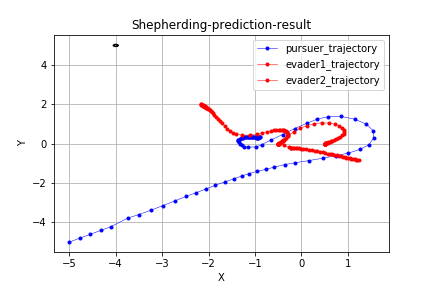 Shepherding-prediction-result
pursuer_trajectory
evader1_trajectory
evader2_trajectory
Y
4
2
0
−2
−4
−5
−4
−3
−2
−1
0
1
X